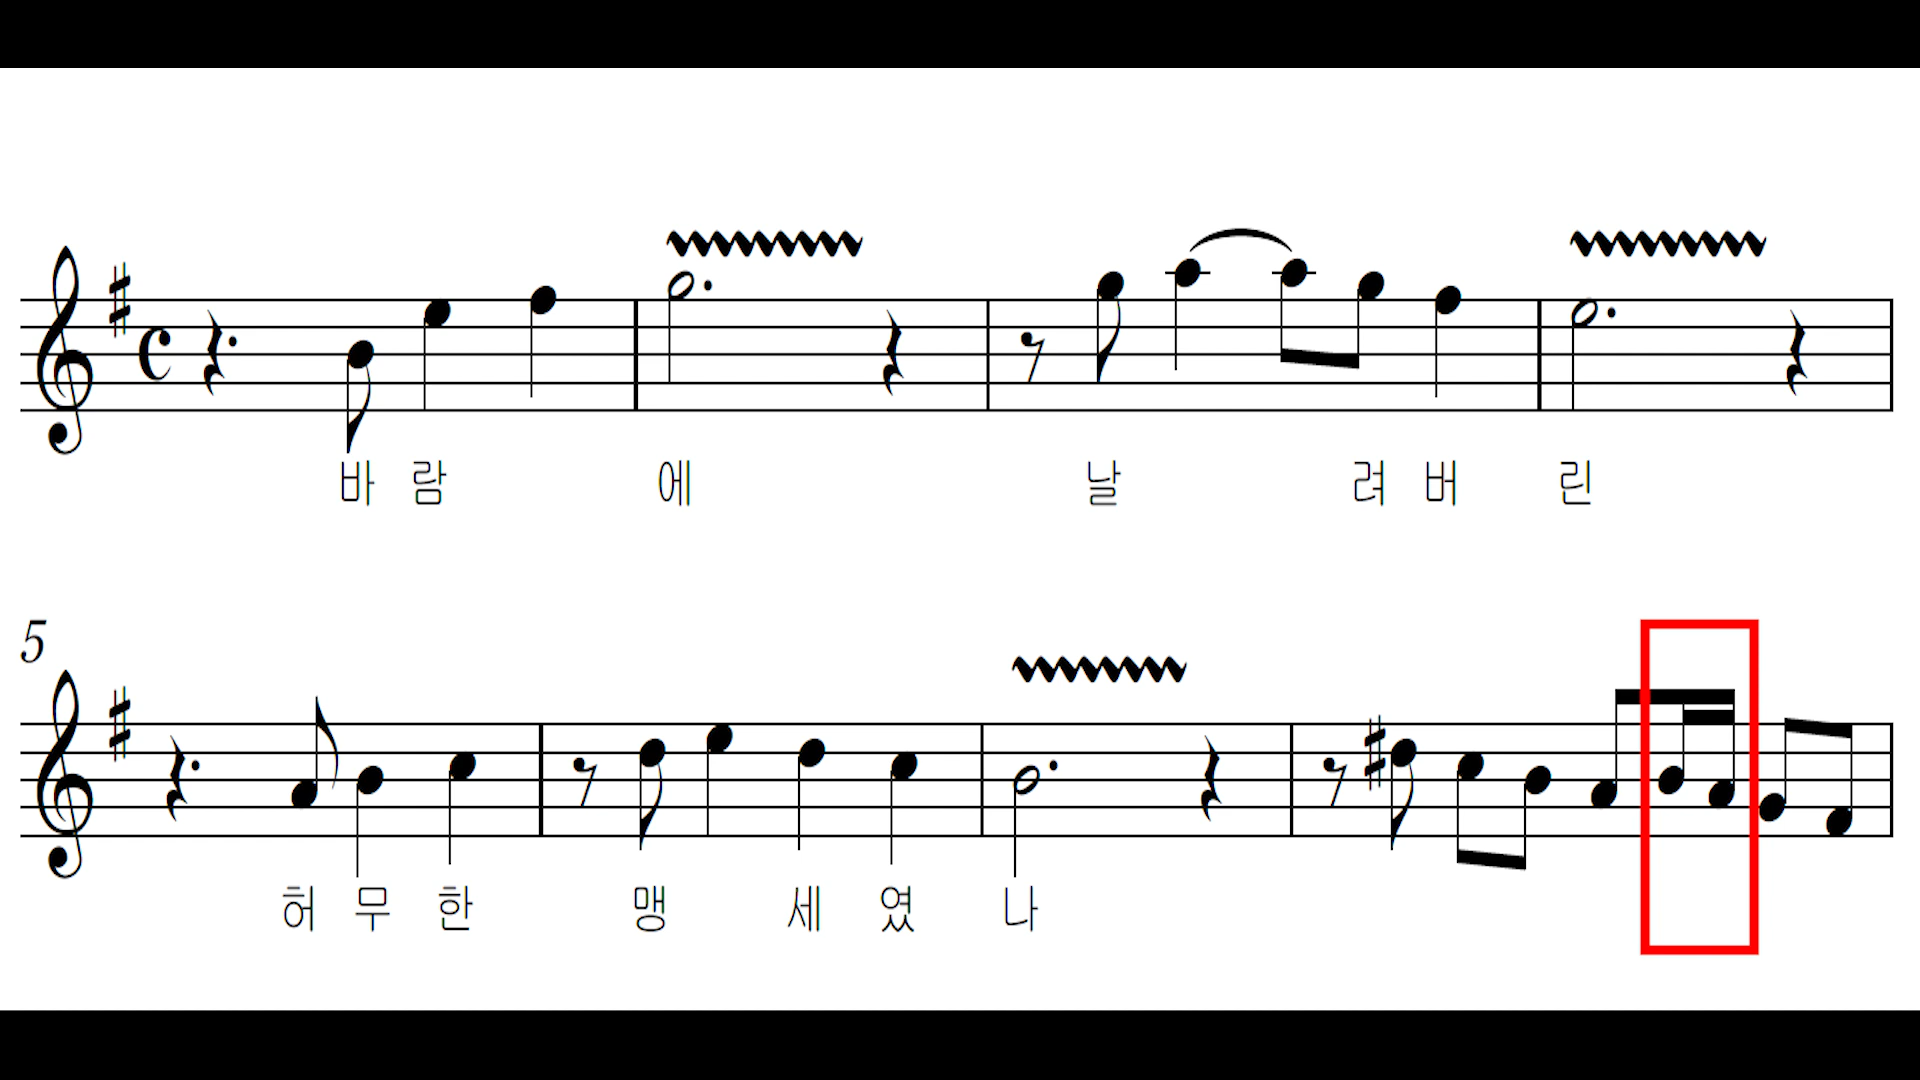 바 람 에 날 려 버 린
5
허 무 한 맹 세 였 나